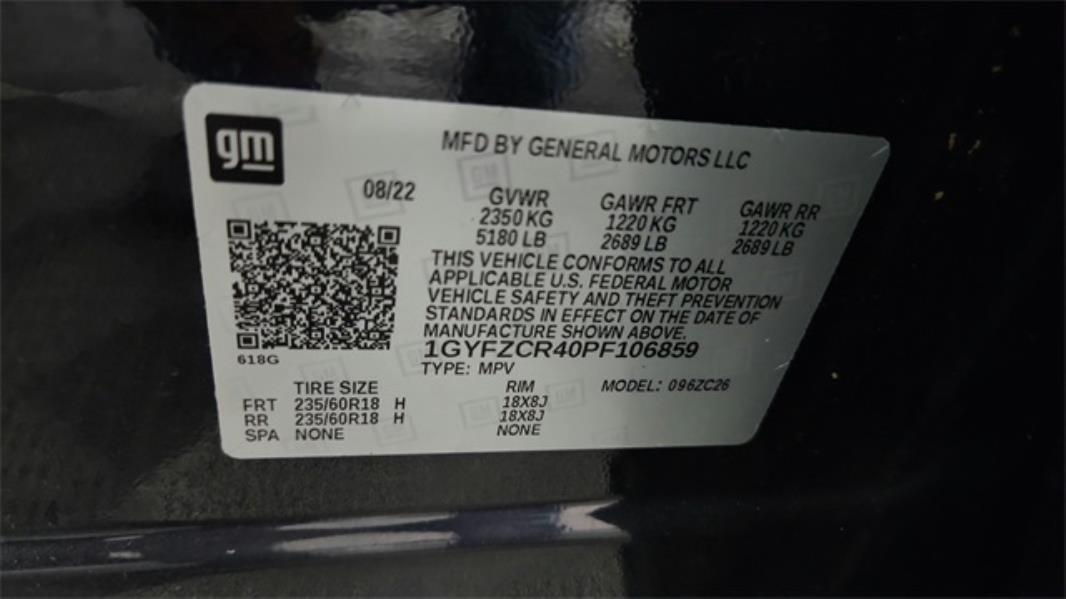 gm
MFD BY GENERAL MOTORS LLC
08/22
GVWR GAWR FRT GAWR RR
2350 KG 1220 KG 1220 KG
5180 LB 2689 LB 2689 LB
THIS VEHICLE CONFORMS TO ALL
APPLICABLE U.S. FEDERAL MOTOR
VEHICLE SAFETY AND THEFT PREVENTION
STANDARDS IN EFFECT ON THE DATE OF
MANUFACTURE SHOWN ABOVE.
1GYFZCR40PF106859
618G
TYPE: MPV
TIRE SIZE RIM MODEL: 096ZC26
FRT 235/60R18 H 18X8J
RR 235/60R18 H 18X8J
SPA NONE NONE